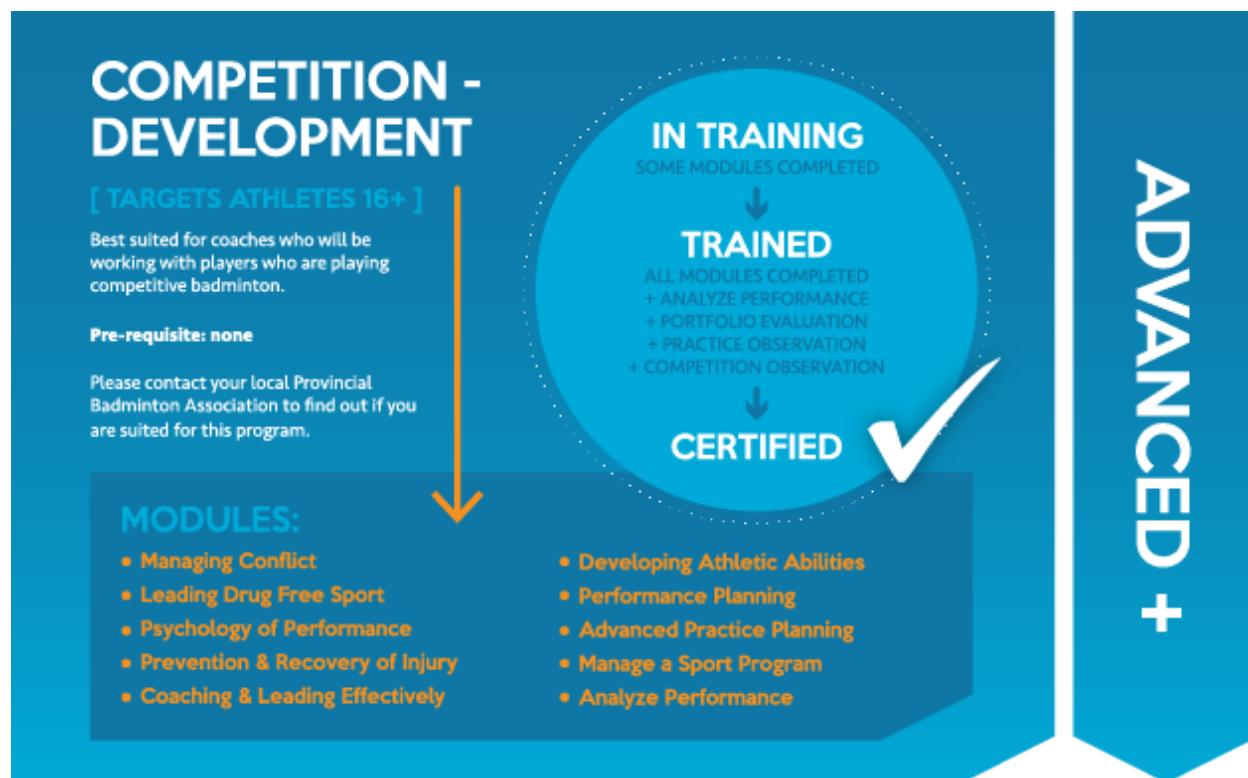 COMPETITION -
DEVELOPMENT
[ TARGETS ATHLETES 16+ ]
Best suited for coaches who will be
working with players who are playing
competitive badminton.
Pre-requisite: none
Please contact your local Provincial
Badminton Association to find out if you
are suited for this program.
IN TRAINING
SOME MODULES COMPLETED
TRAINED
ALL MODULES COMPLETED
+ ANALYZE PERFORMANCE
+ PORTFOLIO EVALUATION
+ PRACTICE OBSERVATION
+ COMPETITION OBSERVATION
CERTIFIED
MODULES:
• Managing Conflict
• Leading Drug Free Sport
• Psychology of Performance
• Prevention & Recovery of Injury
• Coaching & Leading Effectively
• Developing Athletic Abilities
• Performance Planning
• Advanced Practice Planning
• Manage a Sport Program
• Analyze Performance
ADVANCED +